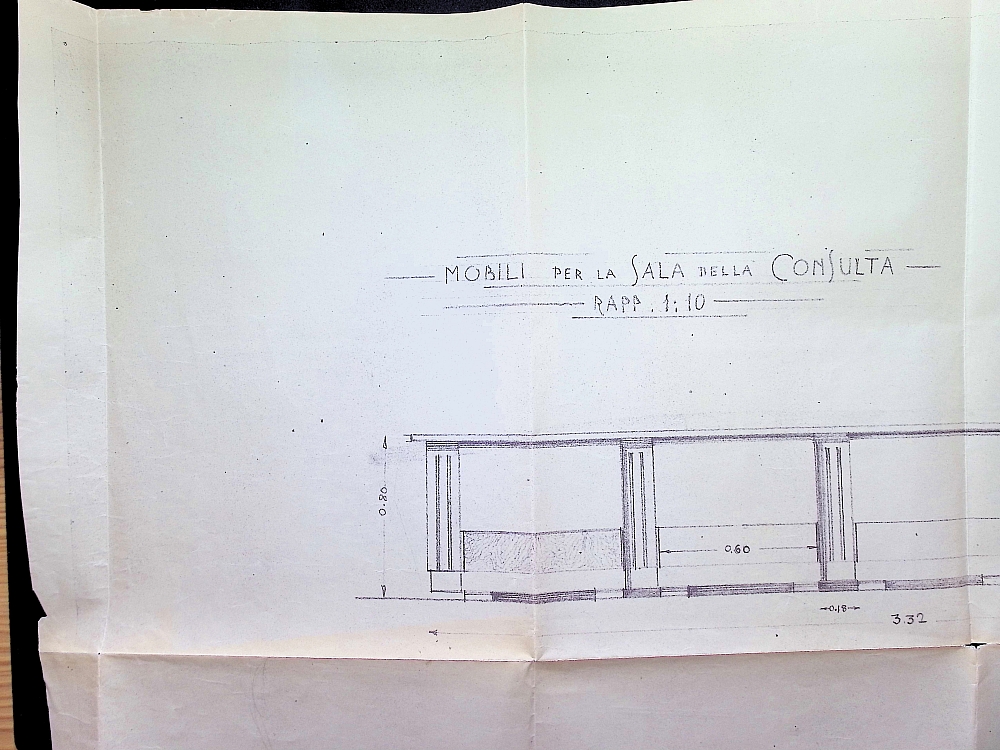 MOBILI PER LA SALA DELLA CONSULTA
RAPP. 1:10
0.80
0.60
0.18
3.32